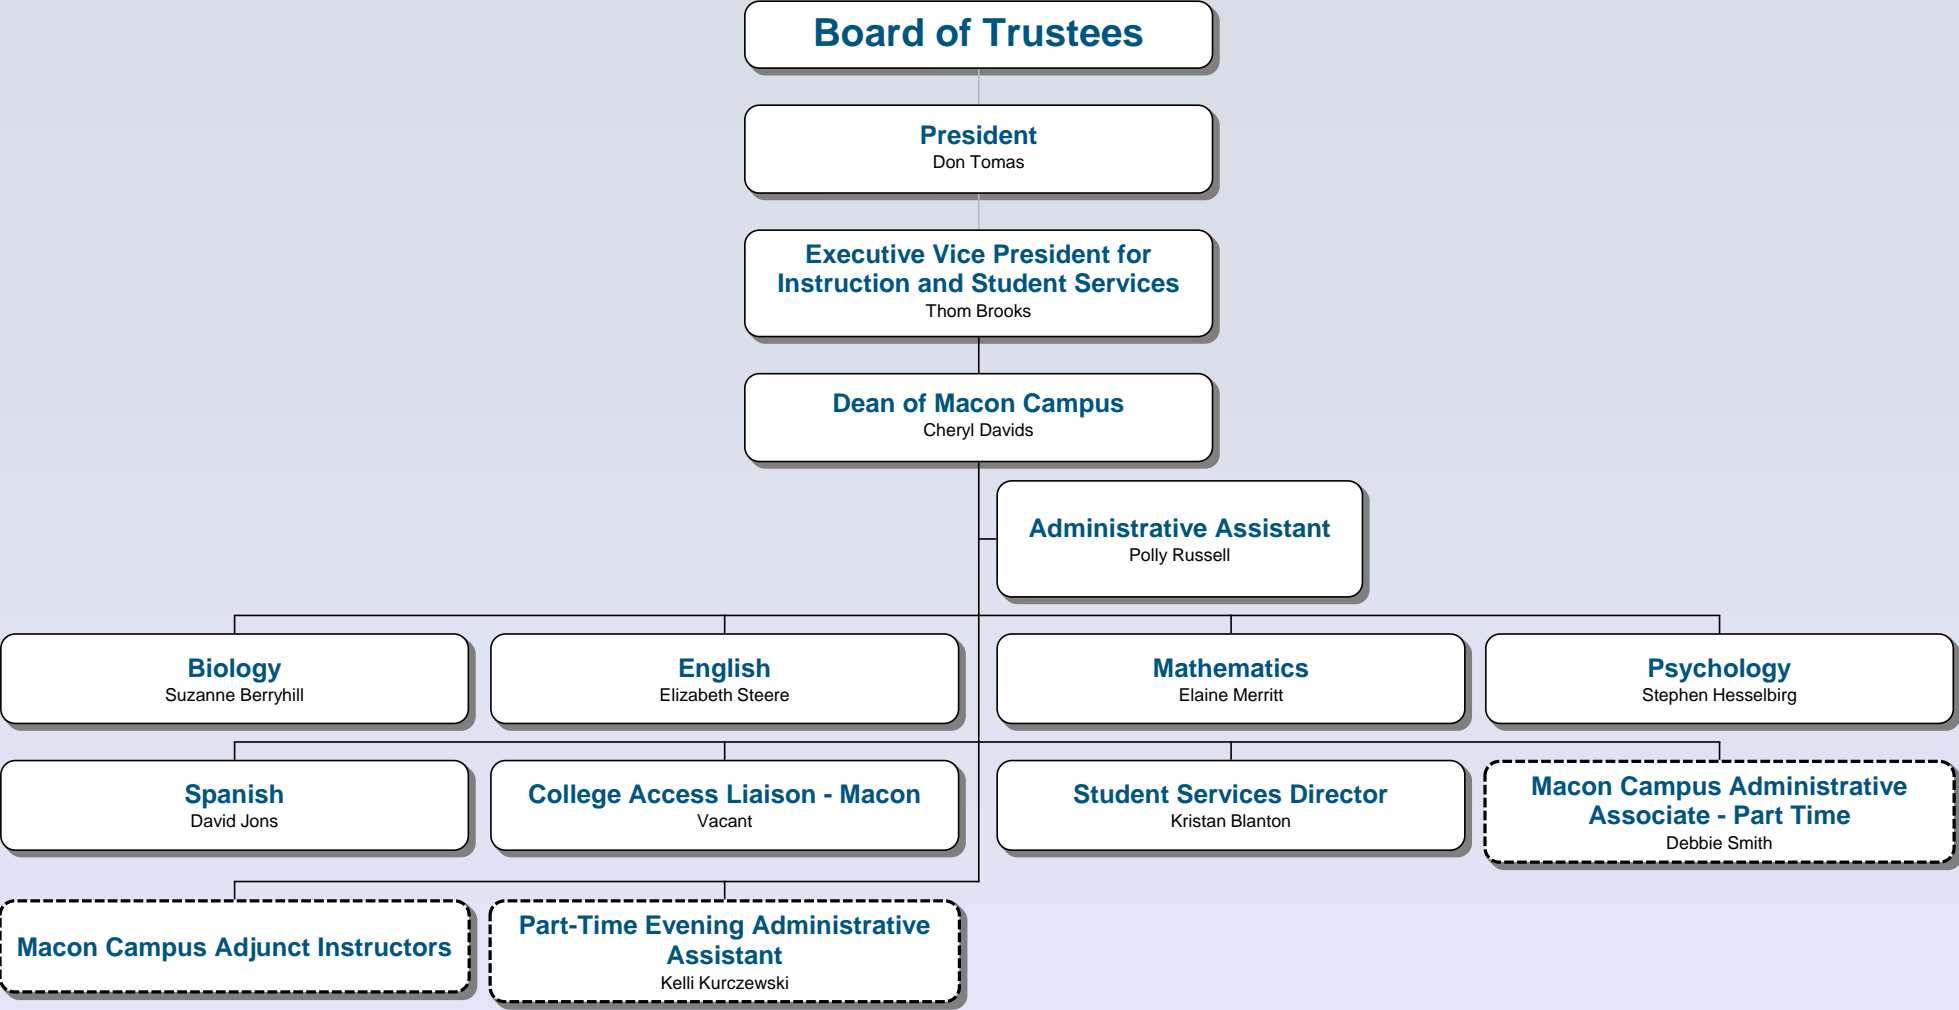 Board of Trustees
President
Don Tomas
Executive Vice President for
Instruction and Student Services
Thom Brooks
Dean of Macon Campus
Cheryl Davids
Administrative Assistant
Polly Russell
Biology
Suzanne Berryhill
English
Elizabeth Steere
Mathematics
Elaine Merritt
Psychology
Stephen Hesselbirg
Spanish
David Jons
College Access Liaison - Macon
Vacant
Student Services Director
Kristan Blanton
Macon Campus Administrative
Associate - Part Time
Debbie Smith
Macon Campus Adjunct Instructors
Part-Time Evening Administrative
Assistant
Kelli Kurczewski